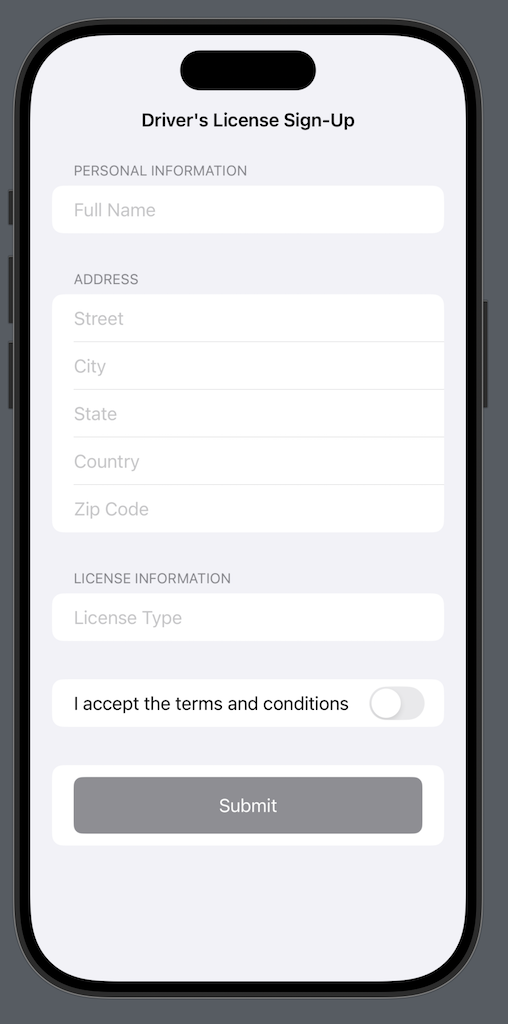 Driver's License Sign-Up
PERSONAL INFORMATION
Full Name
ADDRESS
Street
City
State
Country
Zip Code
LICENSE INFORMATION
License Type
I accept the terms and conditions
Submit